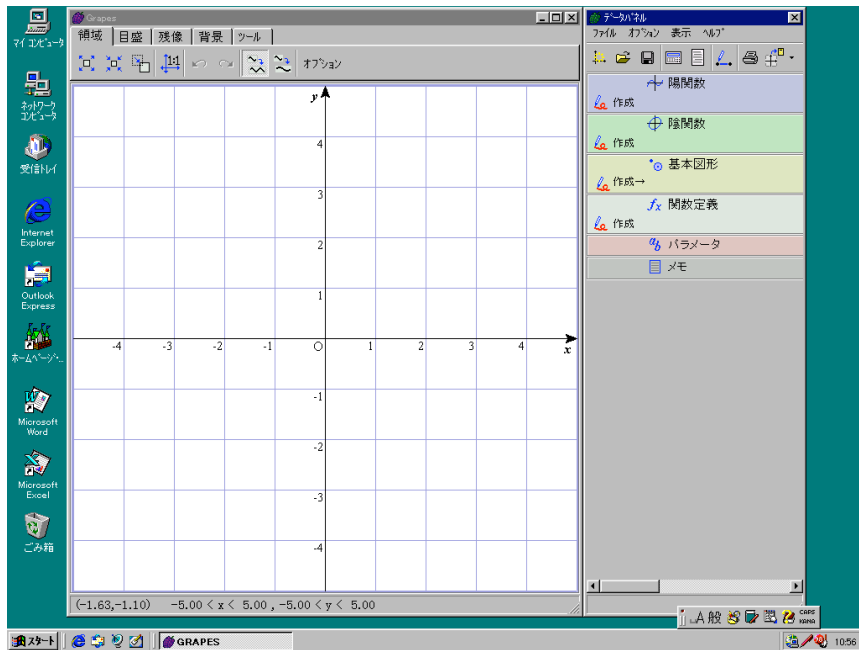 マイ コンピュータ
ネットワーク
コンピュータ
受信トレイ
Internet
Explorer
Outlook
Express
ホームページ・...
Microsoft
Word
Microsoft
Excel
ごみ箱
Grapes
領域 目盛 残像 背景 ツール
1:1 オプション
y
4
3
2
1
-4 -3 -2 -1 O 1 2 3 4 x
-1
-2
-3
-4
(-1.63,-1.10) -5.00 < x < 5.00 , -5.00 < y < 5.00
データパネル
ファイル オプション 表示 ヘルプ
陽関数
作成
陰関数
作成
基本図形
作成→
fx 関数定義
作成
ab パラメータ
メモ
A 般 CAPS
KANA
スタート GRAPES 10:56